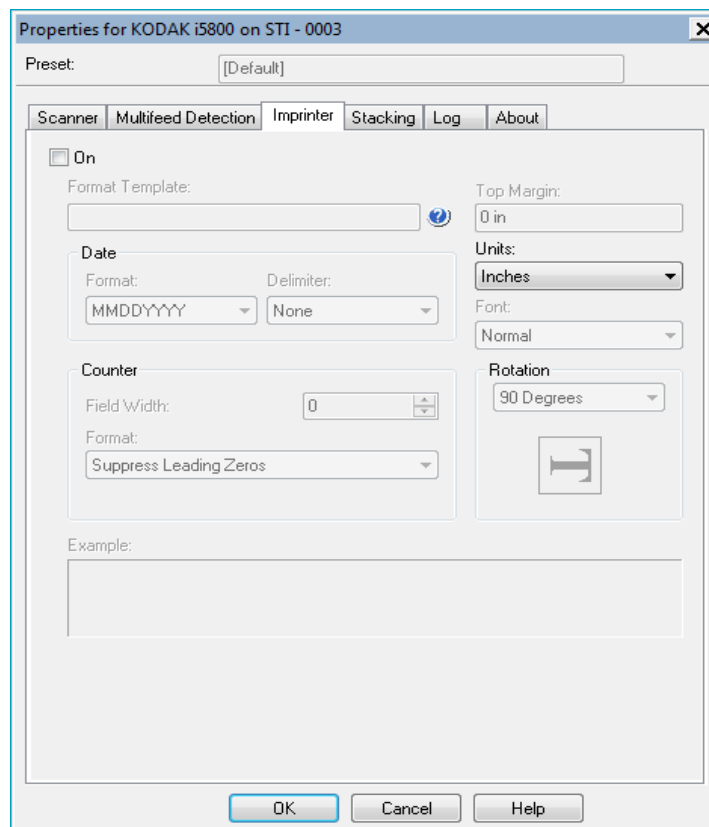 Properties for KODAK i5800 on STI - 0003
Preset: [Default]
Scanner Multifeed Detection Imprinter Stacking Log About
On
Format Template:
Top Margin:
0 in
Date
Format: Delimiter:
MMDDYYYY None
Units:
Inches
Font:
Normal
Counter
Field Width: 0
Format:
Suppress Leading Zeros
Rotation
90 Degrees
Example:
OK Cancel Help